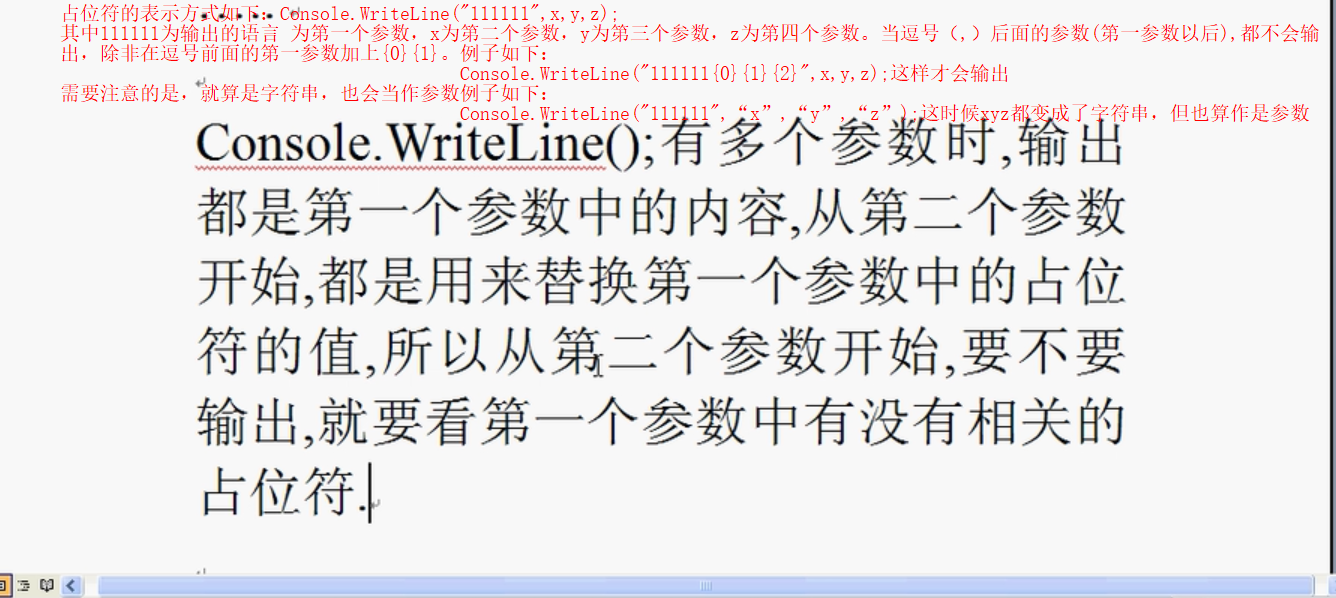 占位符的表示方式如下：Console.WriteLine("111111",x,y,z);
其中111111为输出的语言 为第一个参数，x为第二个参数，y为第三个参数，z为第四个参数。当逗号（,）后面的参数(第一参数以后),都不会输
出，除非在逗号前面的第一参数加上{0}{1}。例子如下：
Console.WriteLine("111111{0}{1}{2}",x,y,z);这样才会输出
需要注意的是，就算是字符串，也会当作参数例子如下：
Console.WriteLine("111111",“x”,“y”,“z”);这时候xyz都变成了字符串，但也算作是参数
Console.WriteLine();有多个参数时,输出
都是第一个参数中的内容,从第二个参数
开始,都是用来替换第一个参数中的占位
符的值,所以从第二个参数开始,要不要
输出,就要看第一个参数中有没有相关的
占位符.